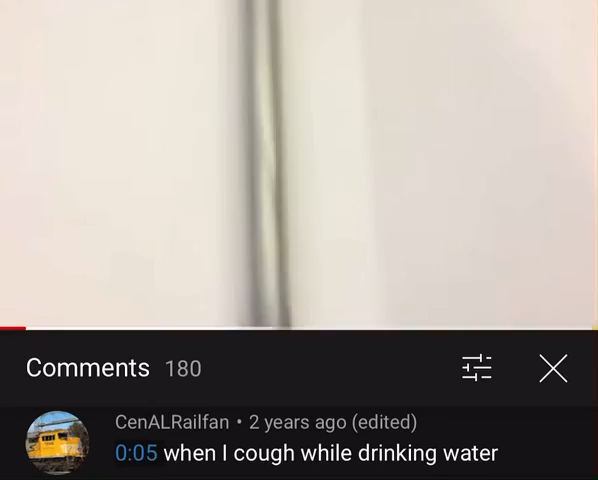 Comments 180
CenALRailfan • 2 years ago (edited)
0:05 when I cough while drinking water